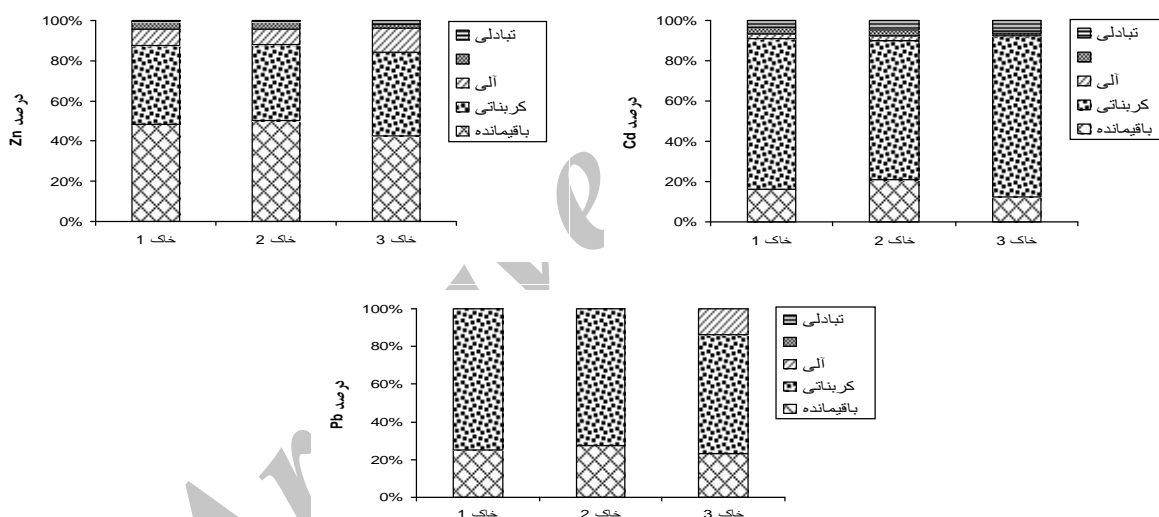 100%
80%
60%
40%
20%
0%
درصد Zn
خاک 1
خاک 2
خاک 3
تبادلی
آلی
کربناتی
باقیمانده
100%
80%
60%
40%
20%
0%
درصد Cd
خاک 1
خاک 2
خاک 3
تبادلی
آلی
کربناتی
باقیمانده
100%
80%
60%
40%
20%
0%
درصد Pb
خاک 1
خاک 2
خاک 3
تبادلی
آلی
کربناتی
باقیمانده